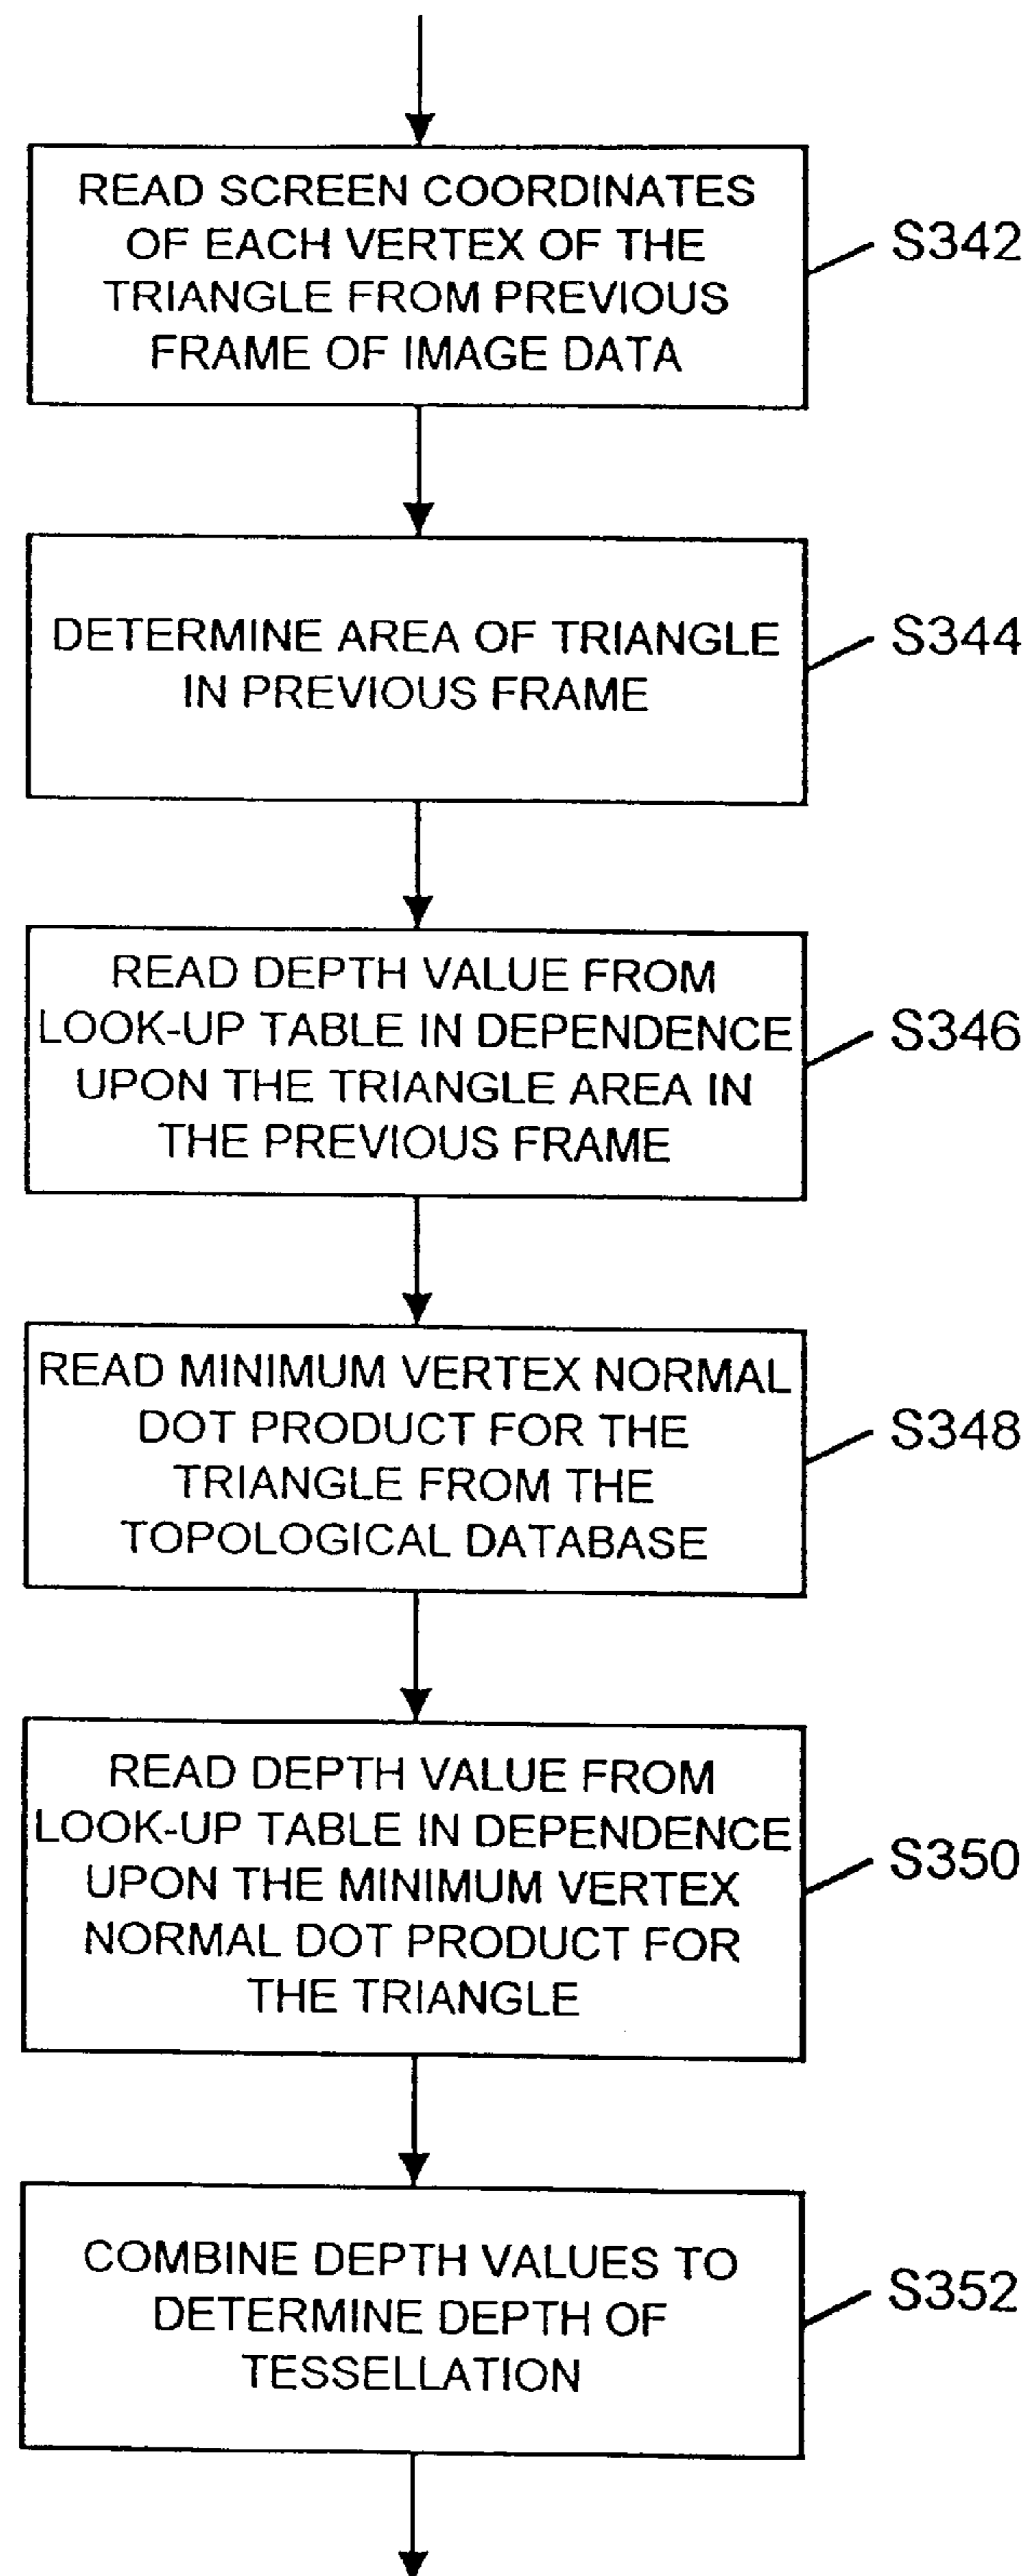 READ SCREEN COORDINATES
OF EACH VERTEX OF THE
TRIANGLE FROM PREVIOUS
FRAME OF IMAGE DATA
S342
DETERMINE AREA OF TRIANGLE
IN PREVIOUS FRAME
S344
READ DEPTH VALUE FROM
LOOK-UP TABLE IN DEPENDENCE
UPON THE TRIANGLE AREA IN
THE PREVIOUS FRAME
S346
READ MINIMUM VERTEX NORMAL
DOT PRODUCT FOR THE
TRIANGLE FROM THE
TOPOLOGICAL DATABASE
S348
READ DEPTH VALUE FROM
LOOK-UP TABLE IN DEPENDENCE
UPON THE MINIMUM VERTEX
NORMAL DOT PRODUCT FOR
THE TRIANGLE
S350
COMBINE DEPTH VALUES TO
DETERMINE DEPTH OF
TESSELLATION
S352